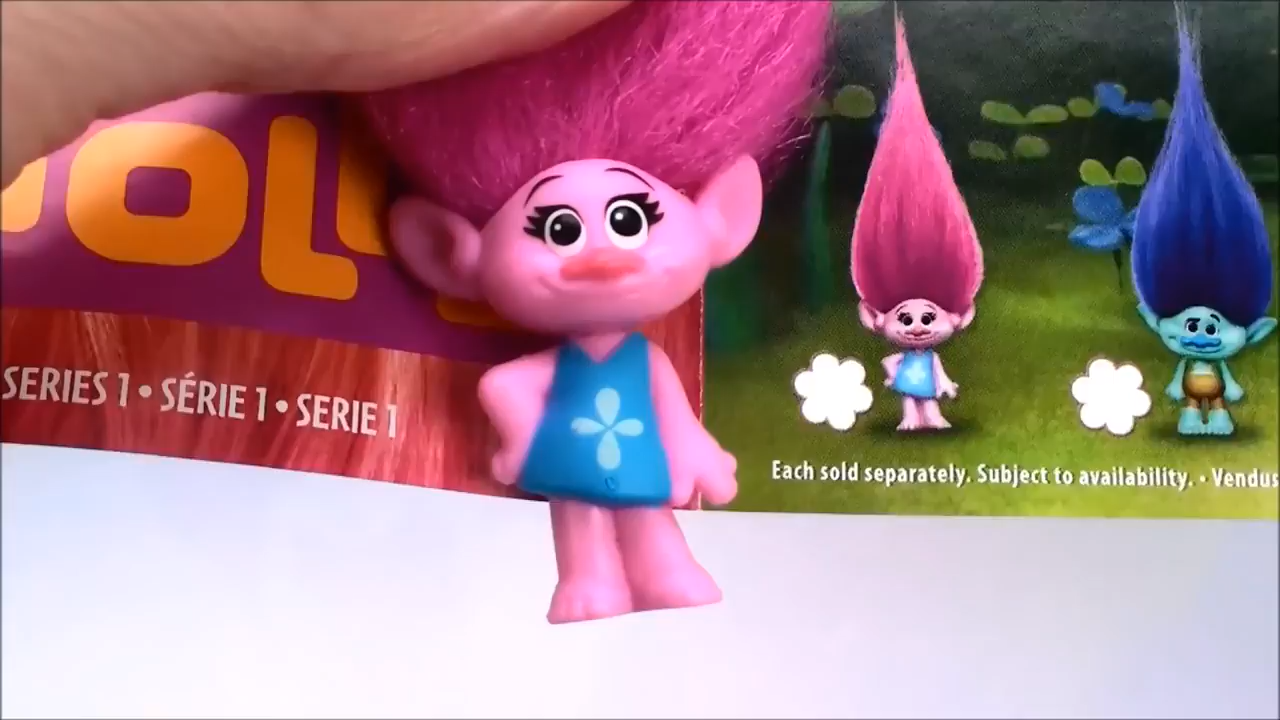 SERIES 1 • SÉRIE 1 • SERIE 1
Each sold separately. Subject to availability. • Vendus